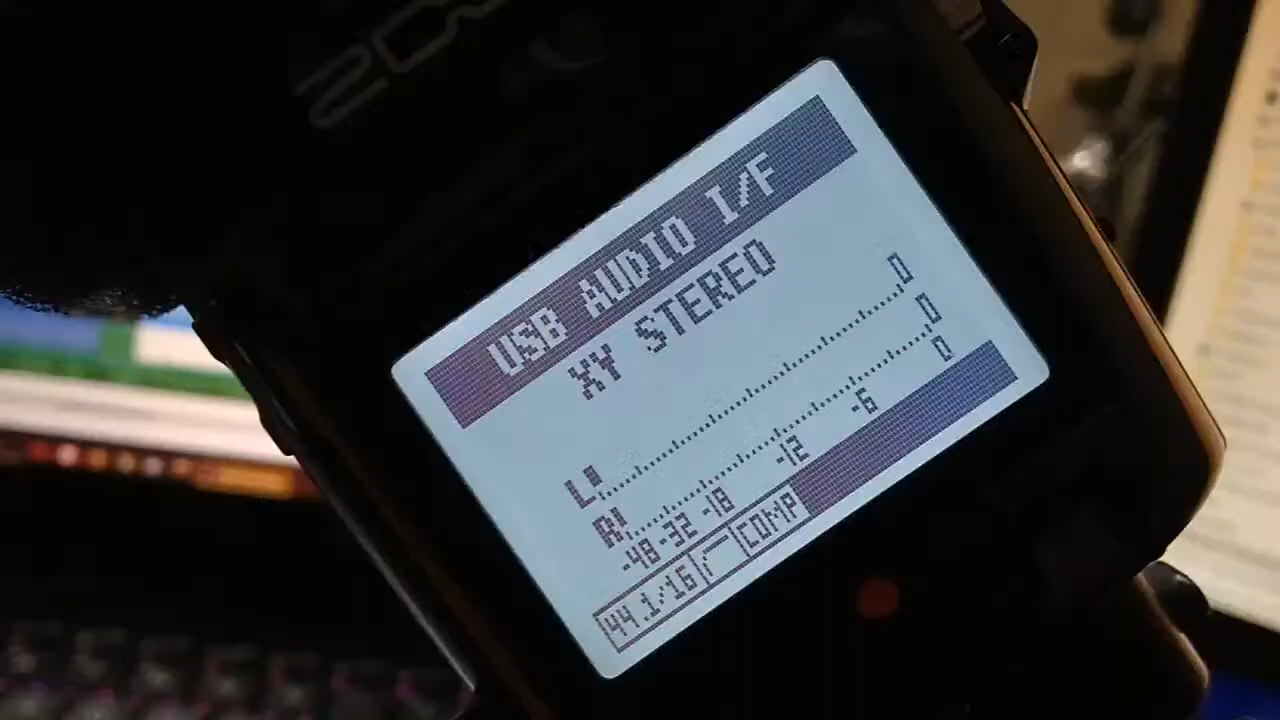 USB AUDIO I/F
XY STEREO
L 0
R 0
-48 -32 -18 -12 -6 0
44.1/16 COMP